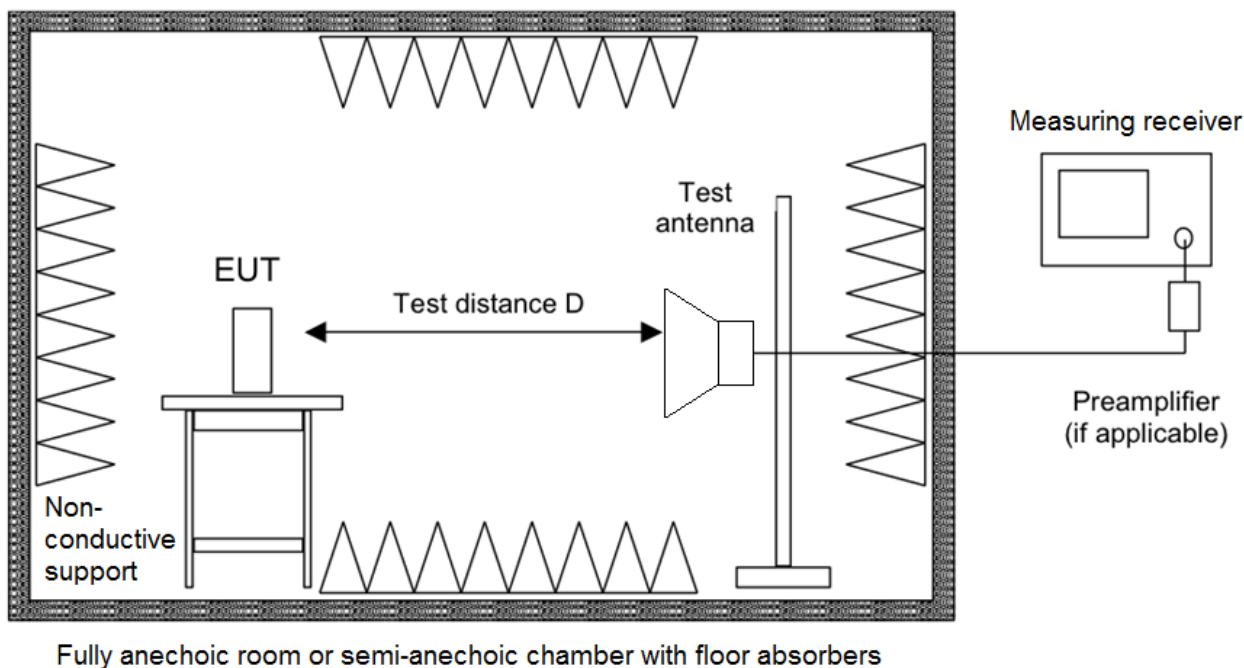 Measuring receiver
Test
antenna
EUT
Test distance D
Preamplifier
(if applicable)
Non-
conductive
support
Fully anechoic room or semi-anechoic chamber with floor absorbers